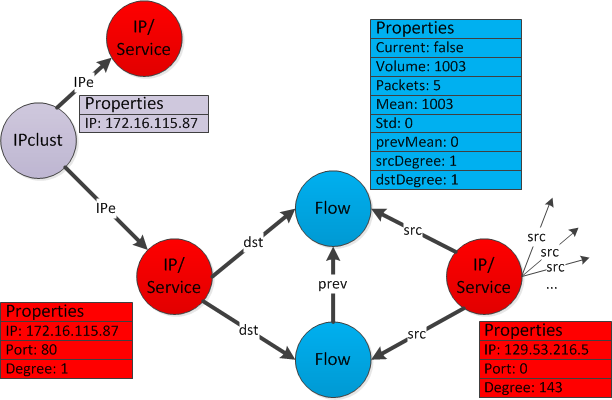 IP/
Service
IPe
Properties
IP: 172.16.115.87
IPclust
IPe
Properties
Current: false
Volume: 1003
Packets: 5
Mean: 1003
Std: 0
prevMean: 0
srcDegree: 1
dstDegree: 1
Flow
dst
src
src
src
src
...
IP/
Service
prev
IP/
Service
dst
src
Flow
Properties
IP: 172.16.115.87
Port: 80
Degree: 1
Properties
IP: 129.53.216.5
Port: 0
Degree: 143